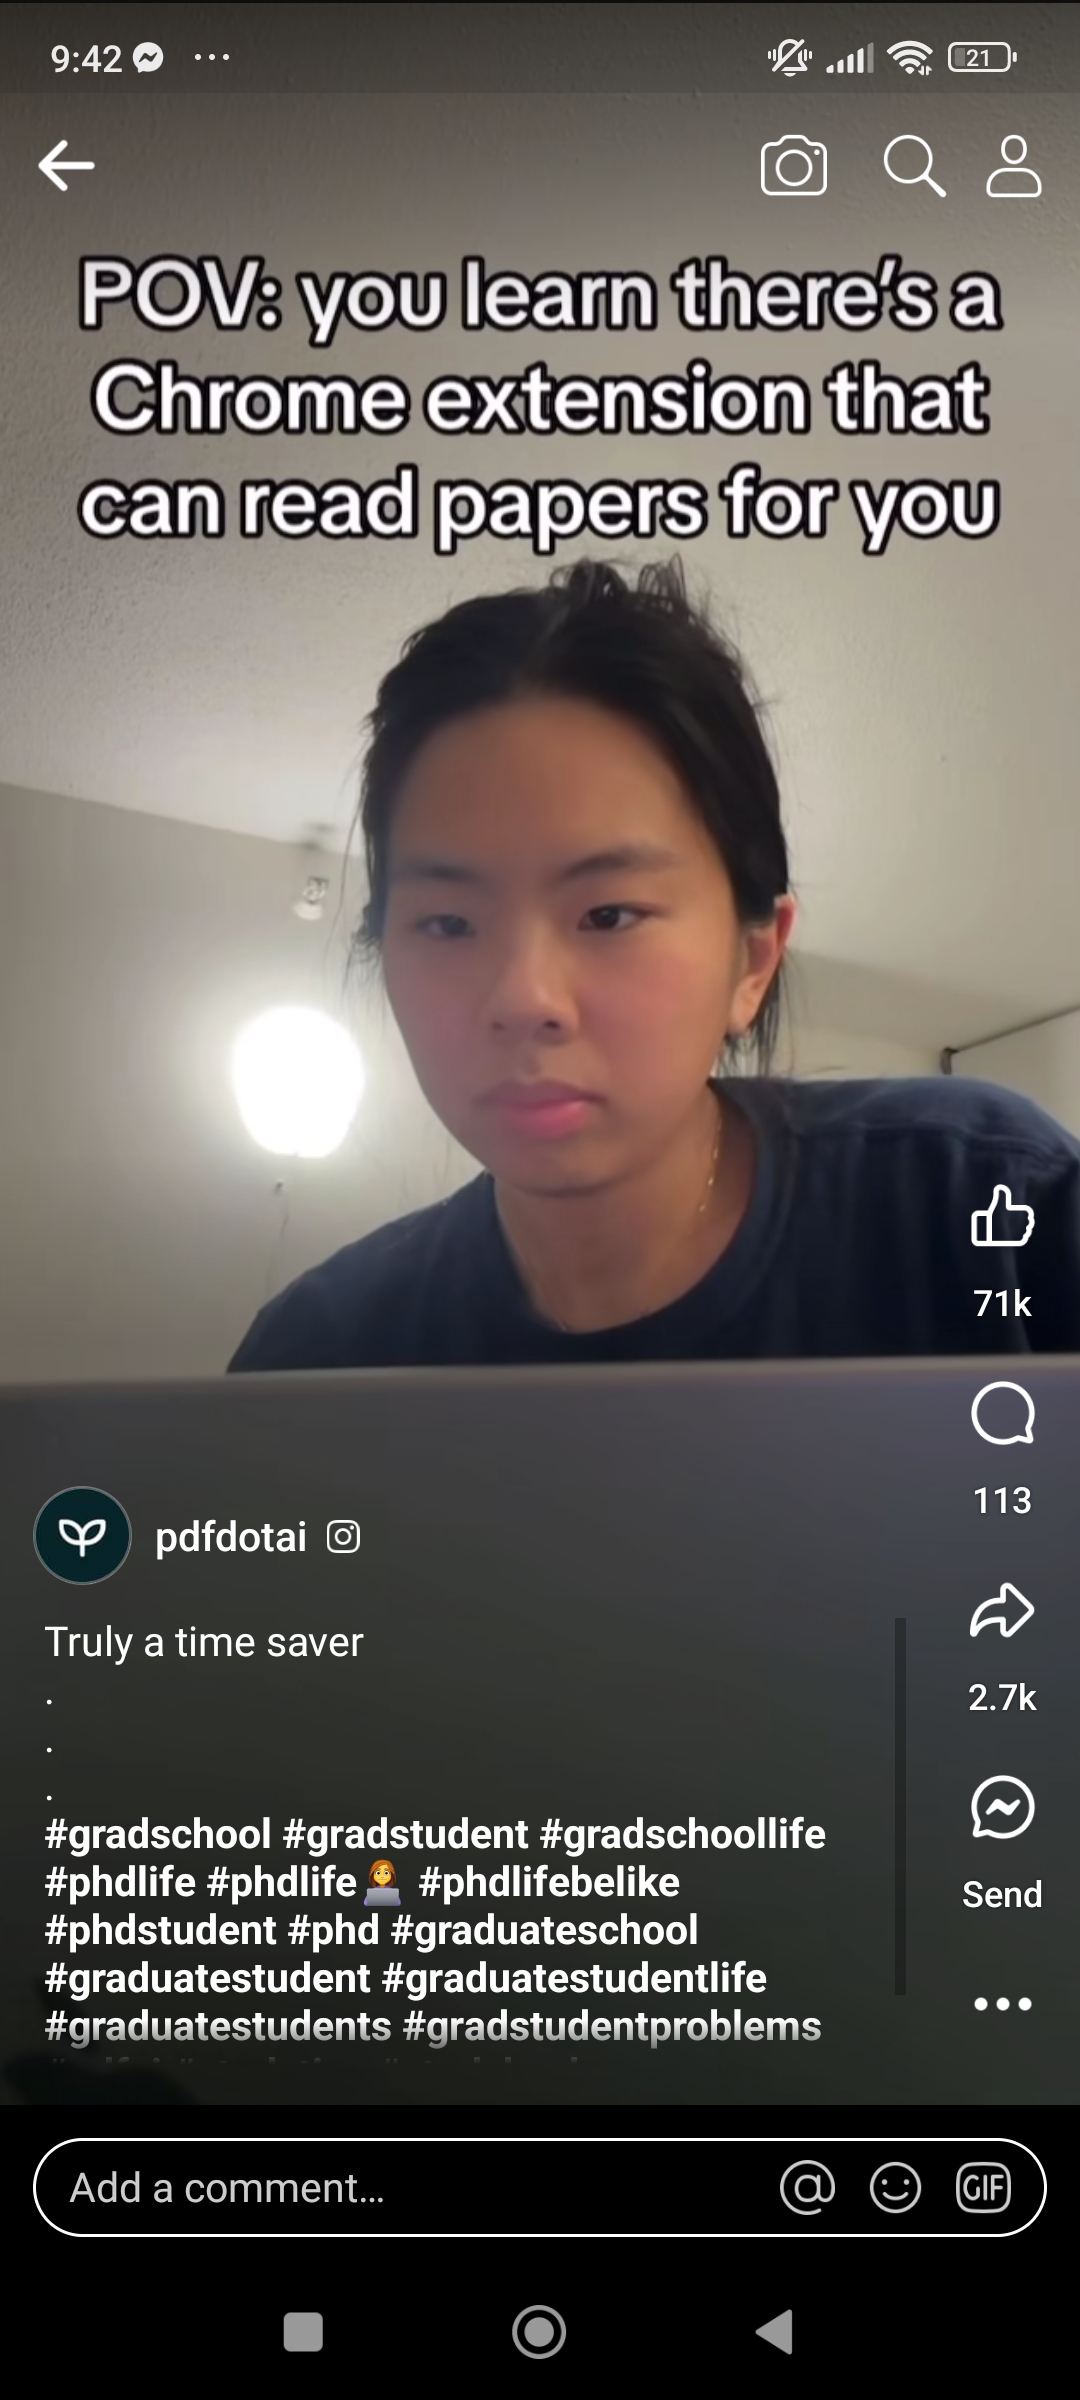 9:42
21
POV: you learn there's a
Chrome extension that
can read papers for you
71k
113
pdfdotai
Truly a time saver
.
.
.
2.7k
#gradschool #gradstudent #gradschoollife
#phdlife #phdlife👩‍💻 #phdlifebelike
Send
#phdstudent #phd #graduateschool
#graduatestudent #graduatestudentlife
#graduatestudents #gradstudentproblems
Add a comment...
GIF